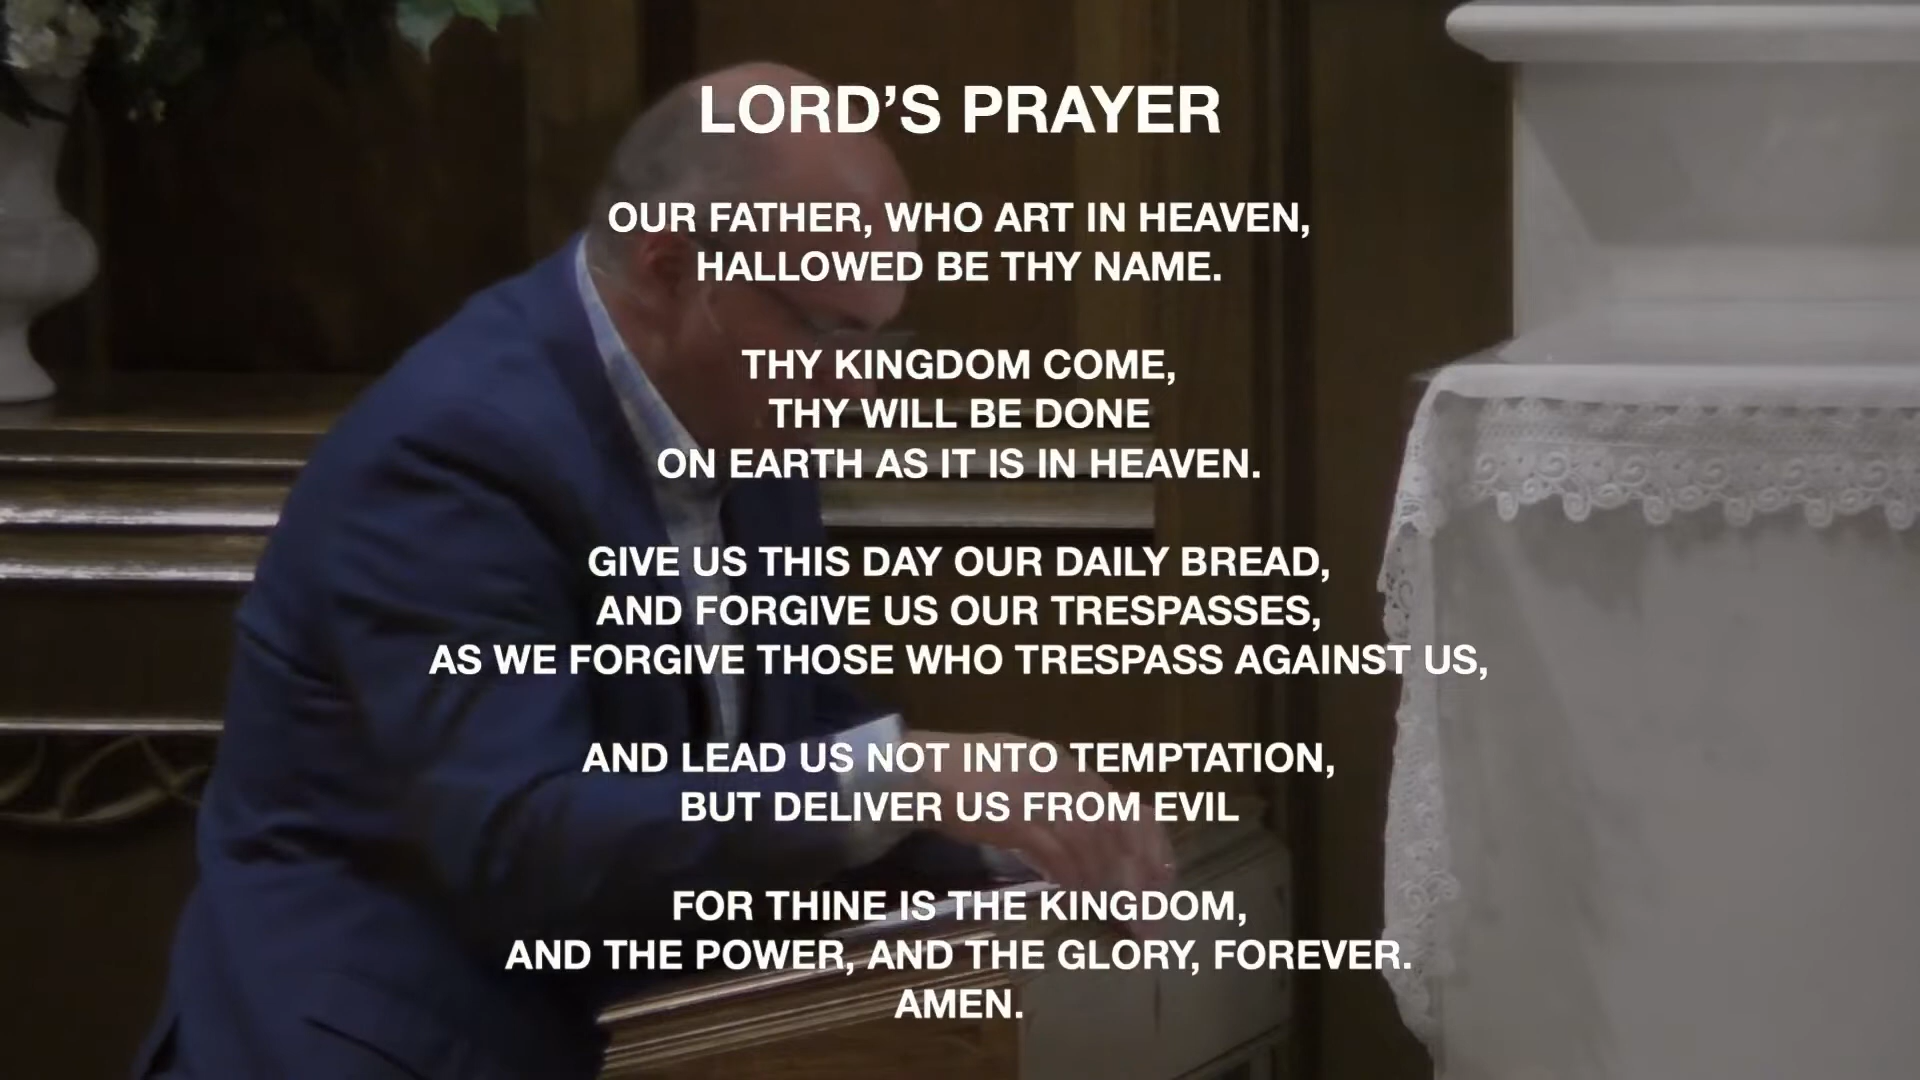 LORD’S PRAYER
OUR FATHER, WHO ART IN HEAVEN,
HALLOWED BE THY NAME.
THY KINGDOM COME,
THY WILL BE DONE
ON EARTH AS IT IS IN HEAVEN.
GIVE US THIS DAY OUR DAILY BREAD,
AND FORGIVE US OUR TRESPASSES,
AS WE FORGIVE THOSE WHO TRESPASS AGAINST US,
AND LEAD US NOT INTO TEMPTATION,
BUT DELIVER US FROM EVIL
FOR THINE IS THE KINGDOM,
AND THE POWER, AND THE GLORY, FOREVER.
AMEN.